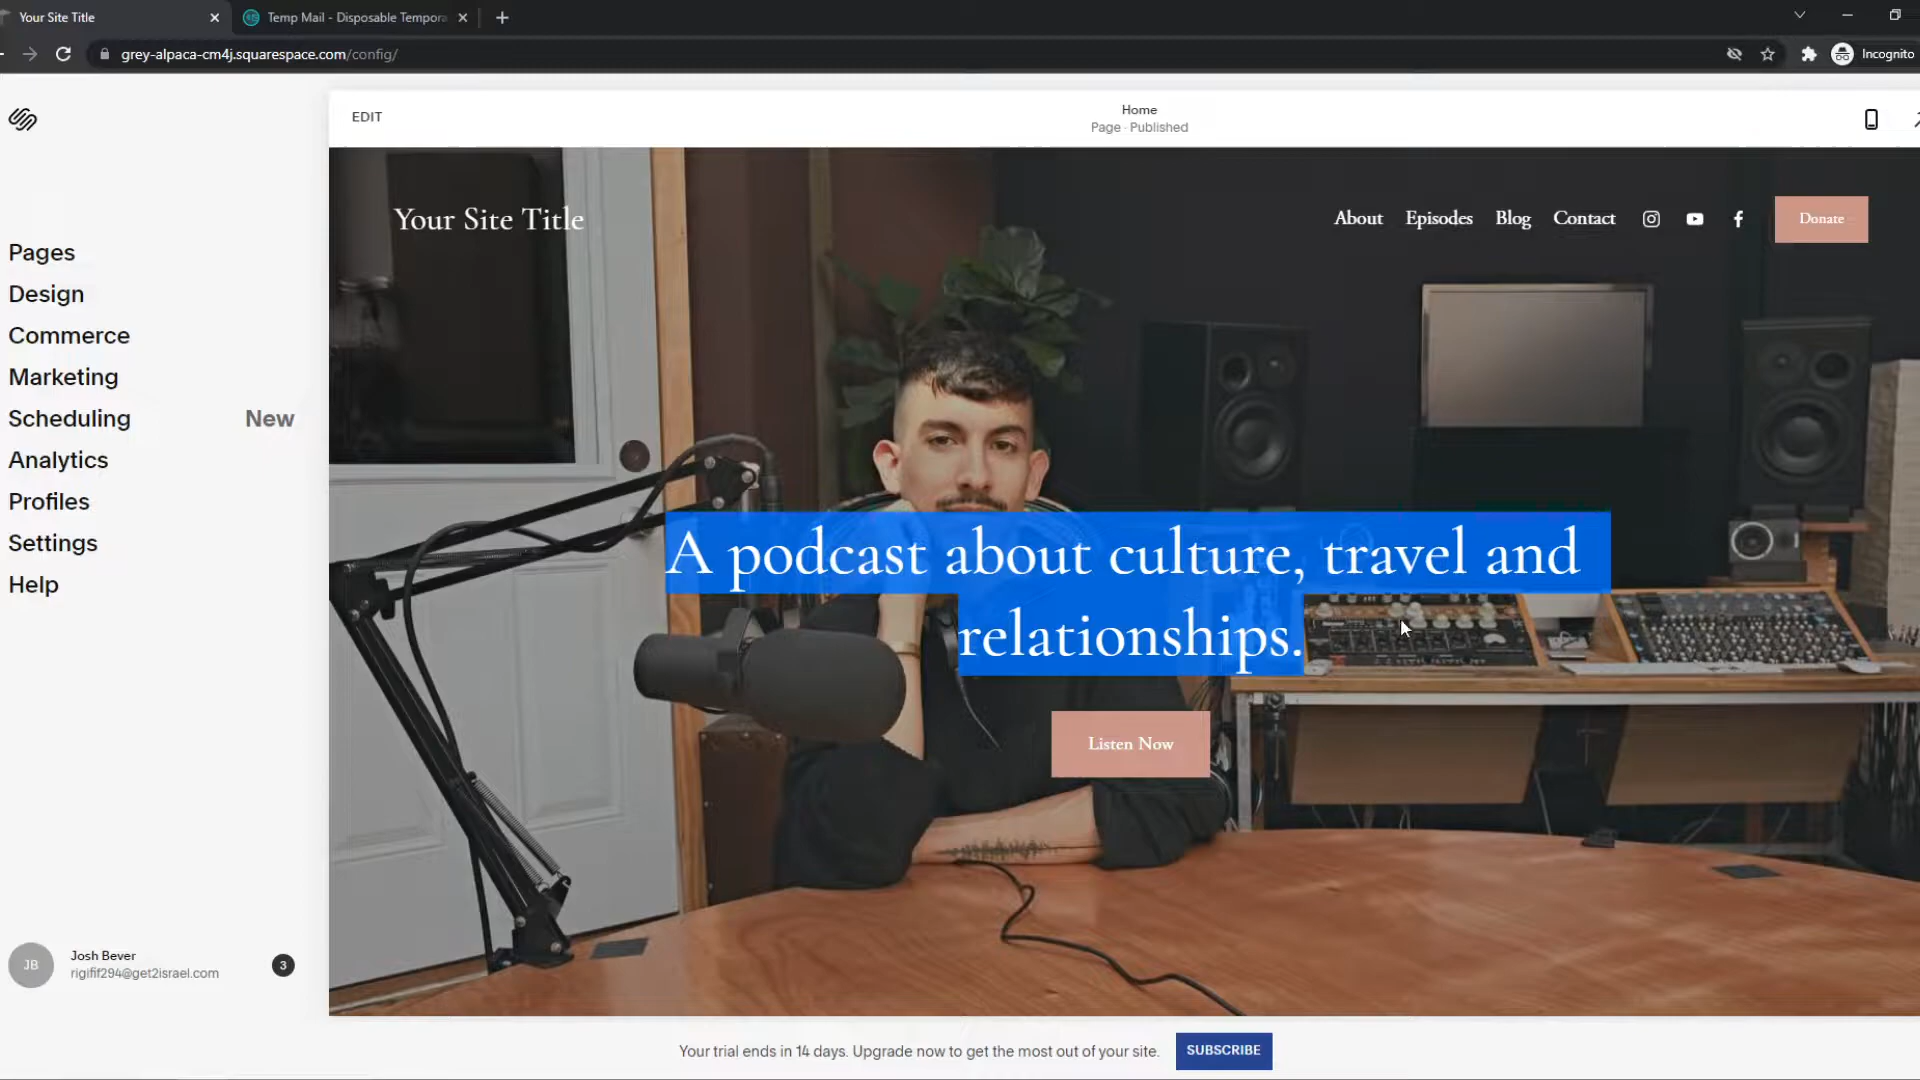 Your Site Title
Temp Mail - Disposable Tempora
grey-alpaca-cm4j.squarespace.com/config/
Incognito
EDIT
Home
Page · Published
Your Site Title
About Episodes Blog Contact Donate
Pages
Design
Commerce
Marketing
Scheduling New
Analytics
Profiles
Settings
Help
A podcast about culture, travel and
relationships.
Listen Now
JB
Josh Bever
rigifif294@get2israel.com
3
Your trial ends in 14 days. Upgrade now to get the most out of your site. SUBSCRIBE